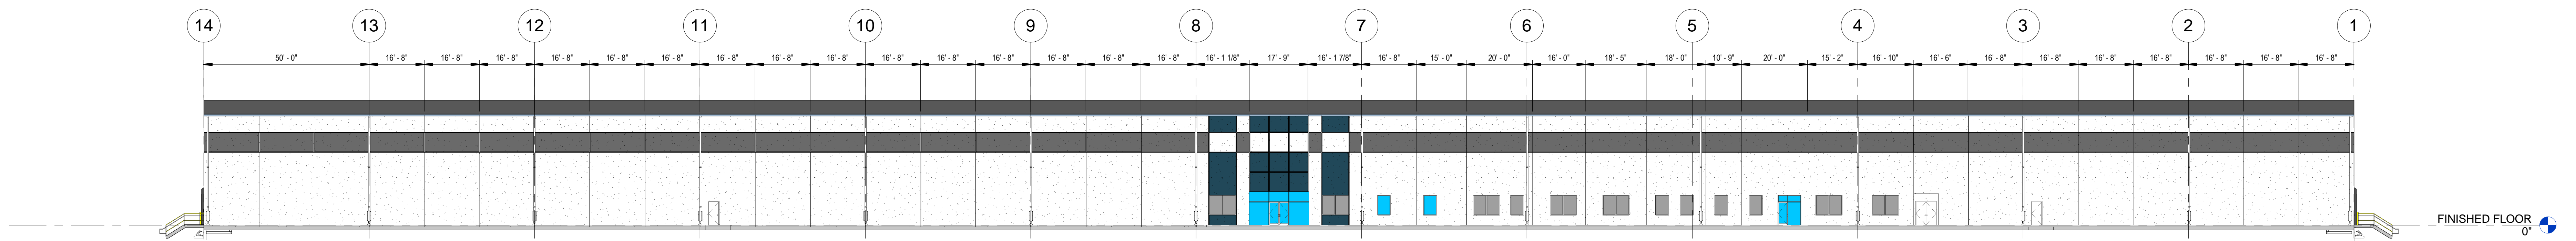 14 13 12 11 10 9 8 7 6 5 4 3 2 1
50' - 0" 16' - 8" 16' - 8" 16' - 8" 16' - 8" 16' - 8" 16' - 8" 16' - 8" 16' - 8" 16' - 8" 16' - 8" 16' - 8" 16' - 8" 16' - 8" 16' - 8" 16' - 8" 16' - 1 1/8" 17' - 9" 16' - 1 7/8" 16' - 8" 15' - 0" 20' - 0" 16' - 0" 18' - 5" 18' - 0" 10' - 9" 20' - 0" 15' - 2" 16' - 10" 16' - 6" 16' - 8" 16' - 8" 16' - 8" 16' - 8" 16' - 8" 16' - 8" 16' - 8"
FINISHED FLOOR
0"